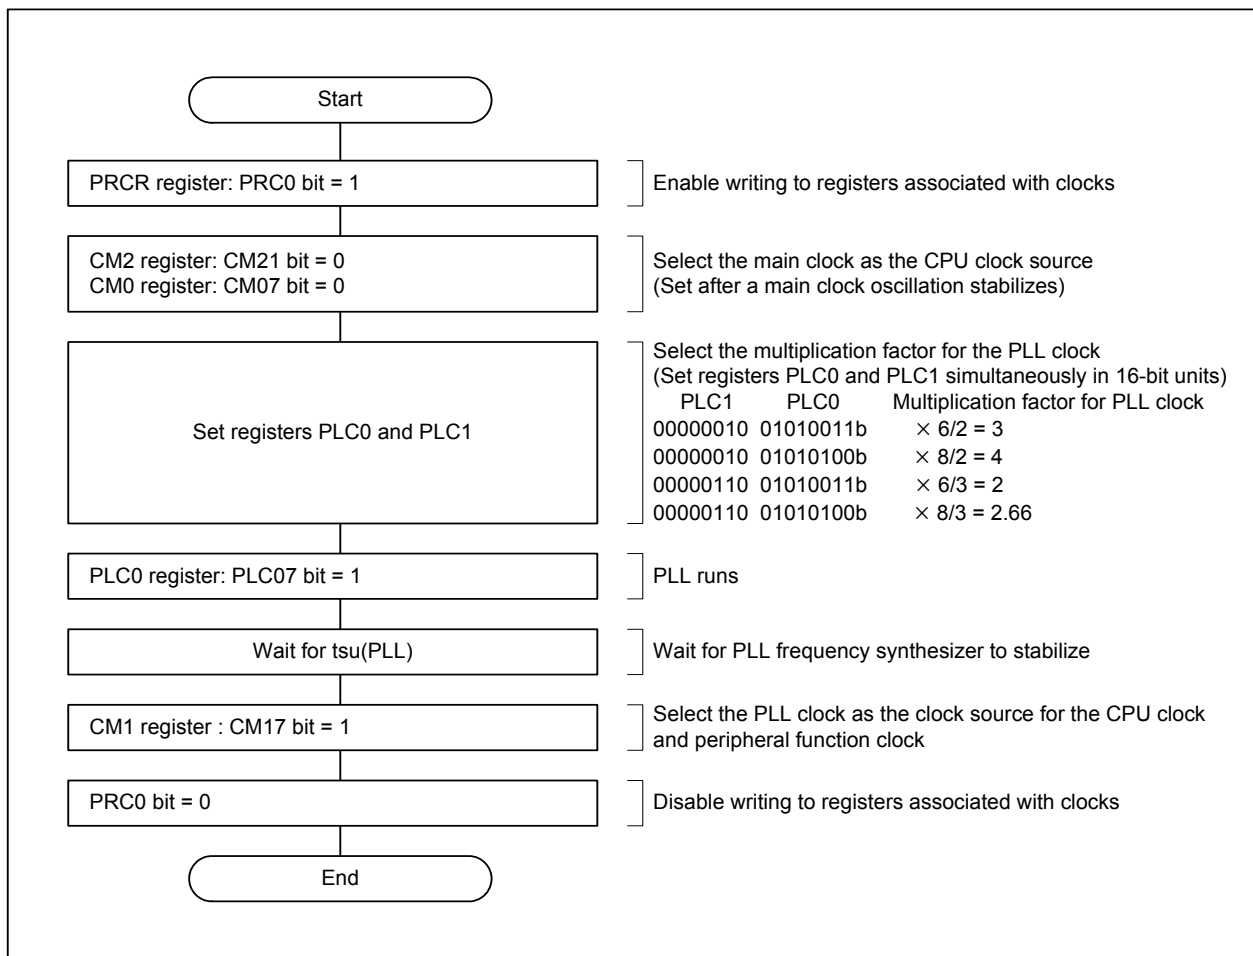 Start
PRCR register: PRC0 bit = 1
Enable writing to registers associated with clocks
CM2 register: CM21 bit = 0
CM0 register: CM07 bit = 0
Select the main clock as the CPU clock source
(Set after a main clock oscillation stabilizes)
Set registers PLC0 and PLC1
Select the multiplication factor for the PLL clock
(Set registers PLC0 and PLC1 simultaneously in 16-bit units)
PLC1 PLC0 Multiplication factor for PLL clock
00000010 01010011b × 6/2 = 3
00000010 01010100b × 8/2 = 4
00000110 01010011b × 6/3 = 2
00000110 01010100b × 8/3 = 2.66
PLC0 register: PLC07 bit = 1
PLL runs
Wait for tsu(PLL)
Wait for PLL frequency synthesizer to stabilize
CM1 register : CM17 bit = 1
Select the PLL clock as the clock source for the CPU clock
and peripheral function clock
PRC0 bit = 0
Disable writing to registers associated with clocks
End